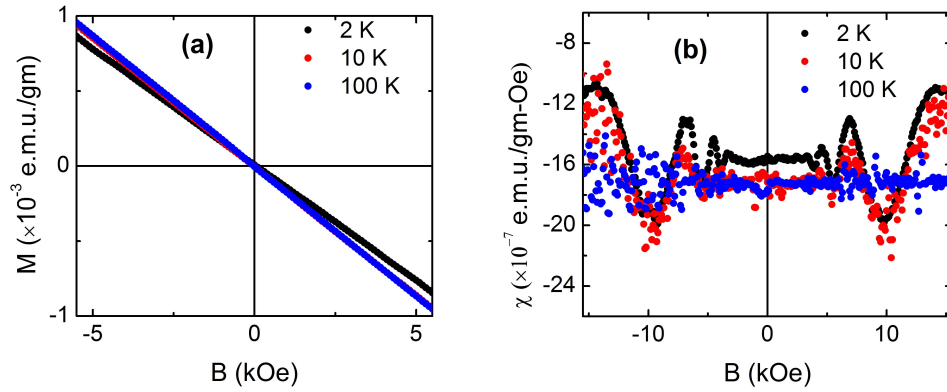 (a)
2 K
10 K
100 K
M (×10⁻³ e.m.u./gm)
1
0
-1
-5
0
5
B (kOe)
(b)
2 K
10 K
100 K
χ (×10⁻⁷ e.m.u./gm-Oe)
-8
-12
-16
-20
-24
-10
0
10
B (kOe)